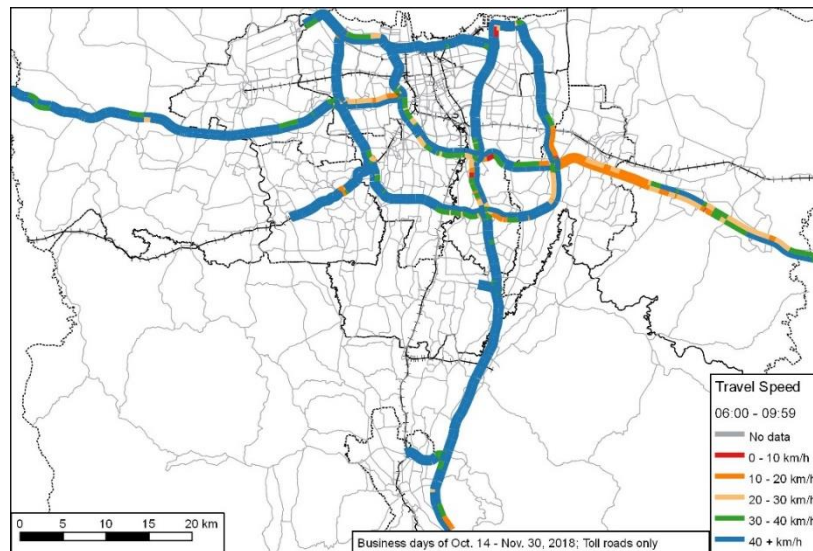 Travel Speed
06:00 - 09:59
No data
0 - 10 km/h
10 - 20 km/h
20 - 30 km/h
30 - 40 km/h
40 + km/h
0 5 10 15 20 km
Business days of Oct. 14 - Nov. 30, 2018; Toll roads only